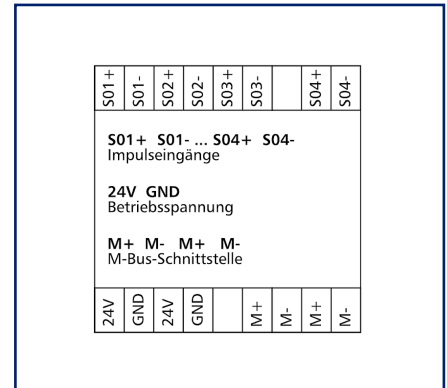 S01+ S01- S02+ S02- S03+ S03- S04+ S04-
S01+ S01- ... S04+ S04-
Impulseingänge
24V GND
Betriebsspannung
M+ M- M+ M-
M-Bus-Schnittstelle
24V GND 24V GND M+ M- M+ M-